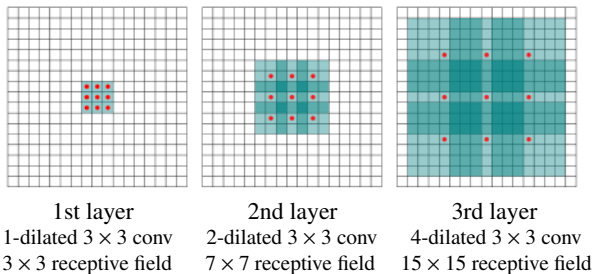 1st layer
1-dilated 3 × 3 conv
3 × 3 receptive field
2nd layer
2-dilated 3 × 3 conv
7 × 7 receptive field
3rd layer
4-dilated 3 × 3 conv
15 × 15 receptive field